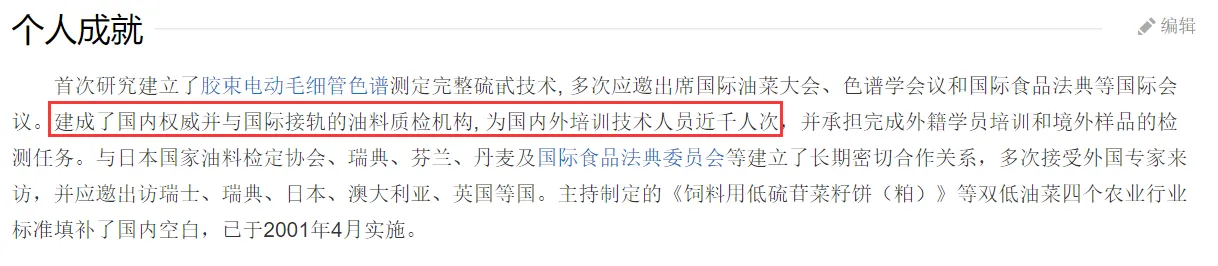 个人成就
编辑
首次研究建立了胶束电动毛细管色谱测定完整硫甙技术, 多次应邀出席国际油菜大会、色谱学会议和国际食品法典等国际会
议。建成了国内权威并与国际接轨的油料质检机构, 为国内外培训技术人员近千人次，并承担完成外籍学员培训和境外样品的检
测任务。与日本国家油料检定协会、瑞典、芬兰、丹麦及国际食品法典委员会等建立了长期密切合作关系，多次接受外国专家来
访，并应邀出访瑞士、瑞典、日本、澳大利亚、英国等国。主持制定的《饲料用低硫苷菜籽饼（粕）》等双低油菜四个农业行业
标准填补了国内空白，已于2001年4月实施。